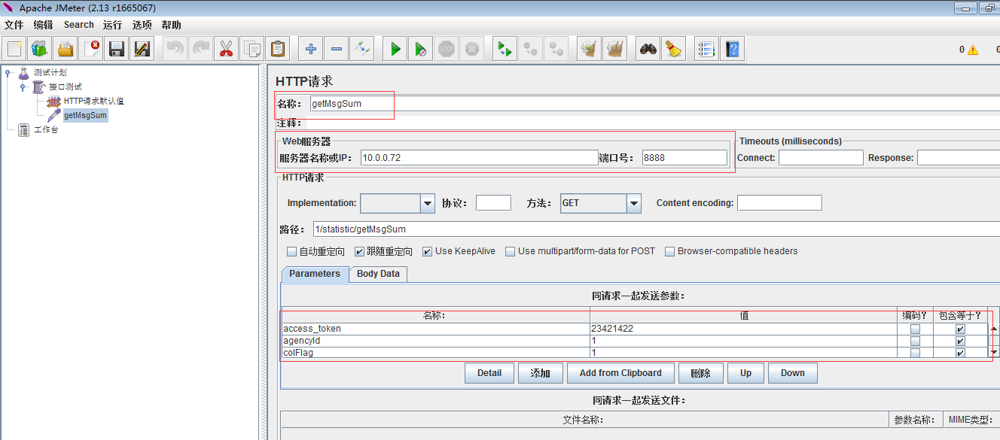 Apache JMeter (2.13 r1665067)
文件 编辑 Search 运行 选项 帮助
STOP
0
测试计划
接口测试
HTTP请求默认值
getMsgSum
工作台
HTTP请求
名称： getMsgSum
注释：
Web服务器
服务器名称或IP： 10.0.0.72 端口号： 8888
Timeouts (milliseconds)
Connect: Response:
HTTP请求
Implementation: 协议： 方法： GET Content encoding:
路径： 1/statistic/getMsgSum
自动重定向 跟随重定向 Use KeepAlive Use multipart/form-data for POST Browser-compatible headers
Parameters Body Data
同请求一起发送参数：
名称： 值 编码？ 包含等于？
access_token 23421422
agencyId 1
colFlag 1
Detail 添加 Add from Clipboard 删除 Up Down
同请求一起发送文件：
文件名称： 参数名称： MIME类型：